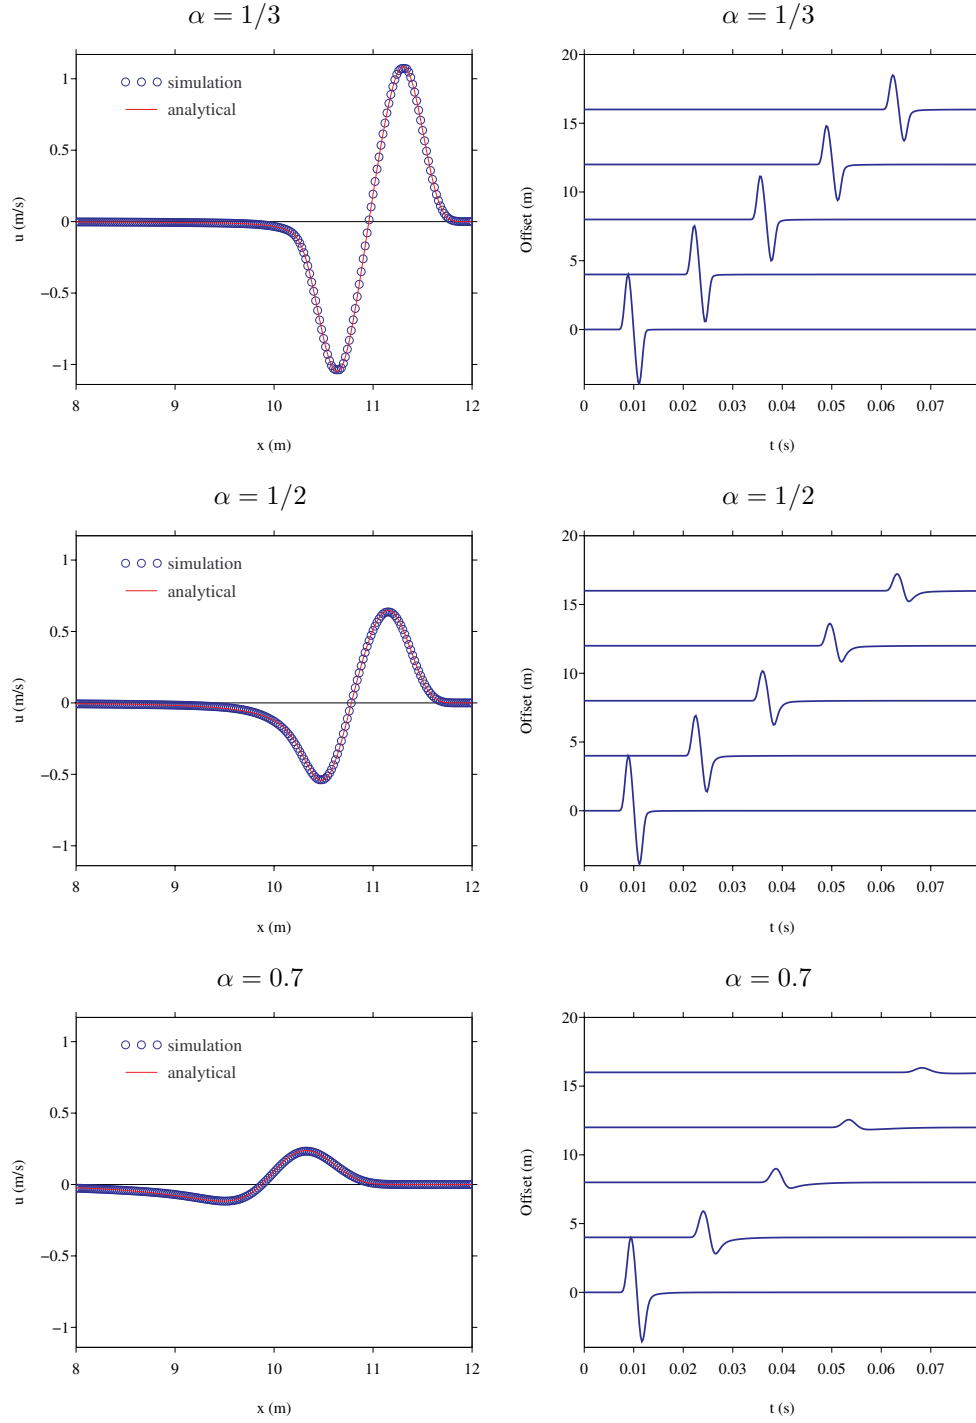 α = 1/3
α = 1/3
simulation
analytical
u (m/s)
1
0.5
0
−0.5
−1
8
9
10
11
12
x (m)
Offset (m)
20
15
10
5
0
0
0.01
0.02
0.03
0.04
0.05
0.06
0.07
t (s)
α = 1/2
α = 1/2
simulation
analytical
u (m/s)
1
0.5
0
−0.5
−1
8
9
10
11
12
x (m)
Offset (m)
20
15
10
5
0
0
0.01
0.02
0.03
0.04
0.05
0.06
0.07
t (s)
α = 0.7
α = 0.7
simulation
analytical
u (m/s)
1
0.5
0
−0.5
−1
8
9
10
11
12
x (m)
Offset (m)
20
15
10
5
0
0
0.01
0.02
0.03
0.04
0.05
0.06
0.07
t (s)